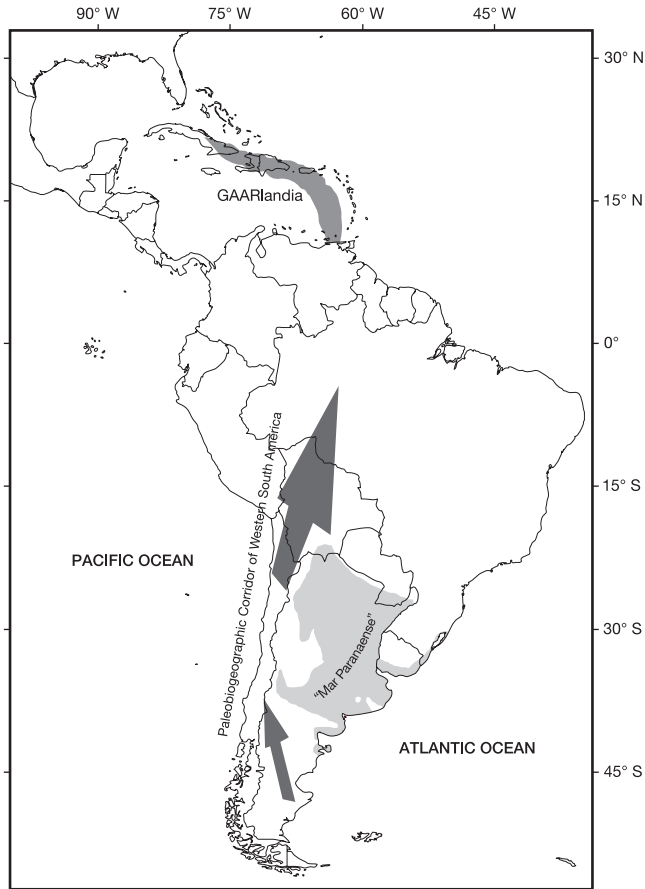 90° W 75° W 60° W 45° W
30° N
GAARlandia
15° N
0°
Paleobiogeographic Corridor of Western South América
15° S
PACIFIC OCEAN
"Mar Paranaense"
30° S
ATLANTIC OCEAN
45° S